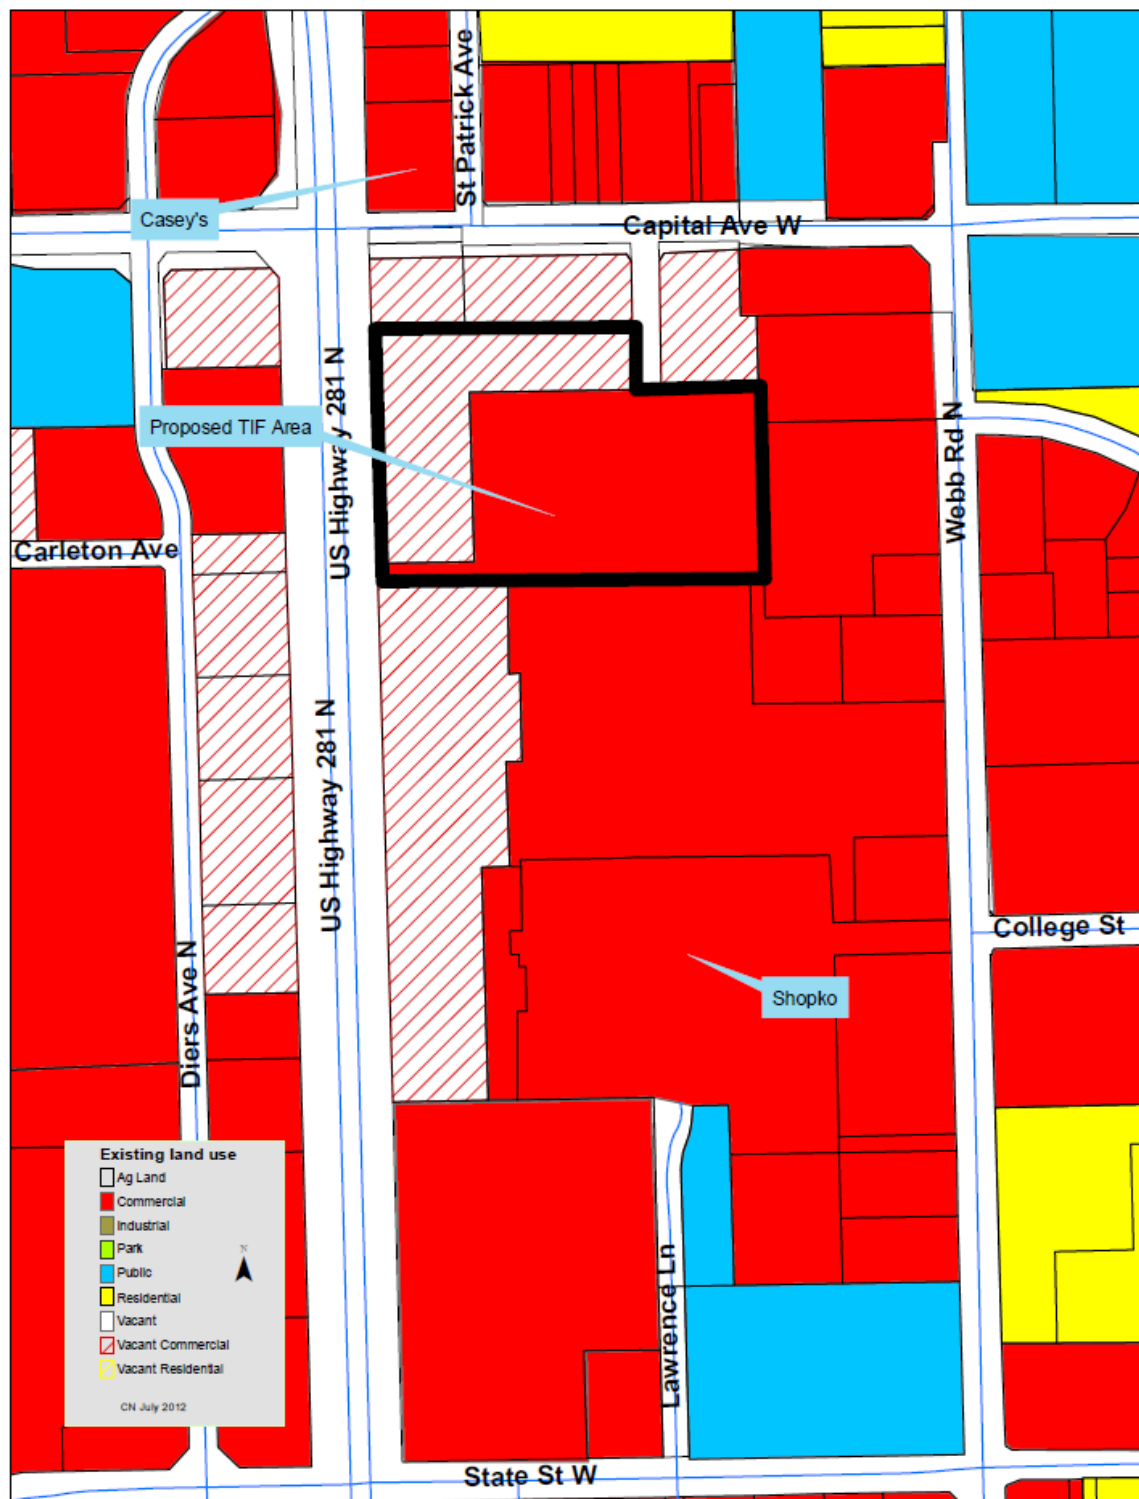 St Patrick Ave
Casey's
Capital Ave W
US Highway 281 N
Proposed TIF Area
Webb Rd N
Carleton Ave
US Highway 281 N
College St
Diers Ave N
Shopko
Existing land use
Ag Land
Commercial
Industrial
Park
Public
N
Residential
Vacant
Vacant Commercial
Vacant Residential
CN July 2012
Lawrence Ln
State St W